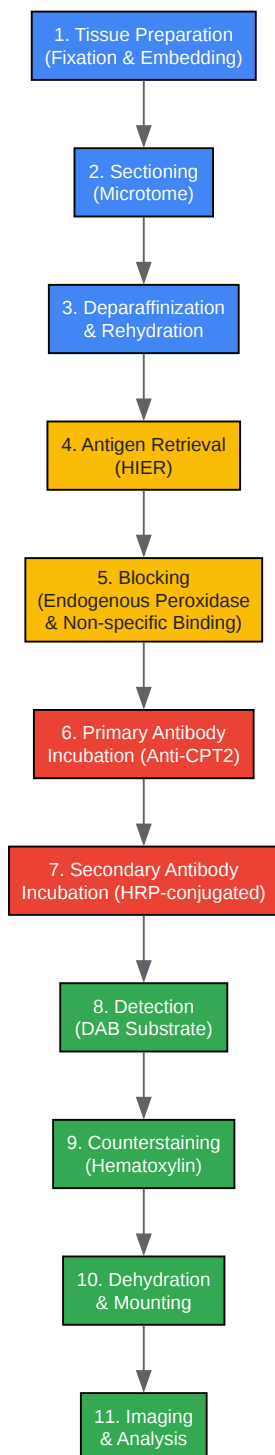 1. Tissue Preparation
(Fixation & Embedding)
2. Sectioning
(Microtome)
3. Deparaffinization
& Rehydration
4. Antigen Retrieval
(HIER)
5. Blocking
(Endogenous Peroxidase
& Non-specific Binding)
6. Primary Antibody
Incubation (Anti-CPT2)
7. Secondary Antibody
Incubation (HRP-conjugated)
8. Detection
(DAB Substrate)
9. Counterstaining
(Hematoxylin)
10. Dehydration
& Mounting
11. Imaging
& Analysis